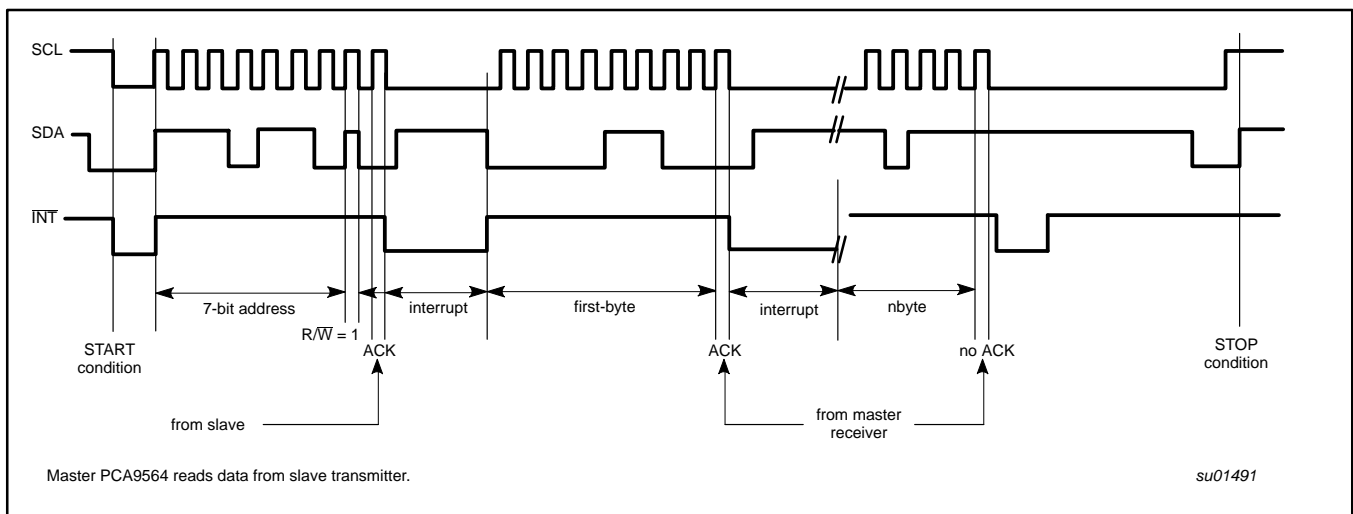 SCL
SDA
INT
7-bit address
interrupt
first-byte
interrupt
nbyte
R/W = 1
START
condition
ACK
ACK
no ACK
STOP
condition
from slave
from master
receiver
Master PCA9564 reads data from slave transmitter.
su01491